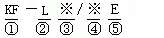 KF－L ※/※ E
① ② ③ ④ ⑤